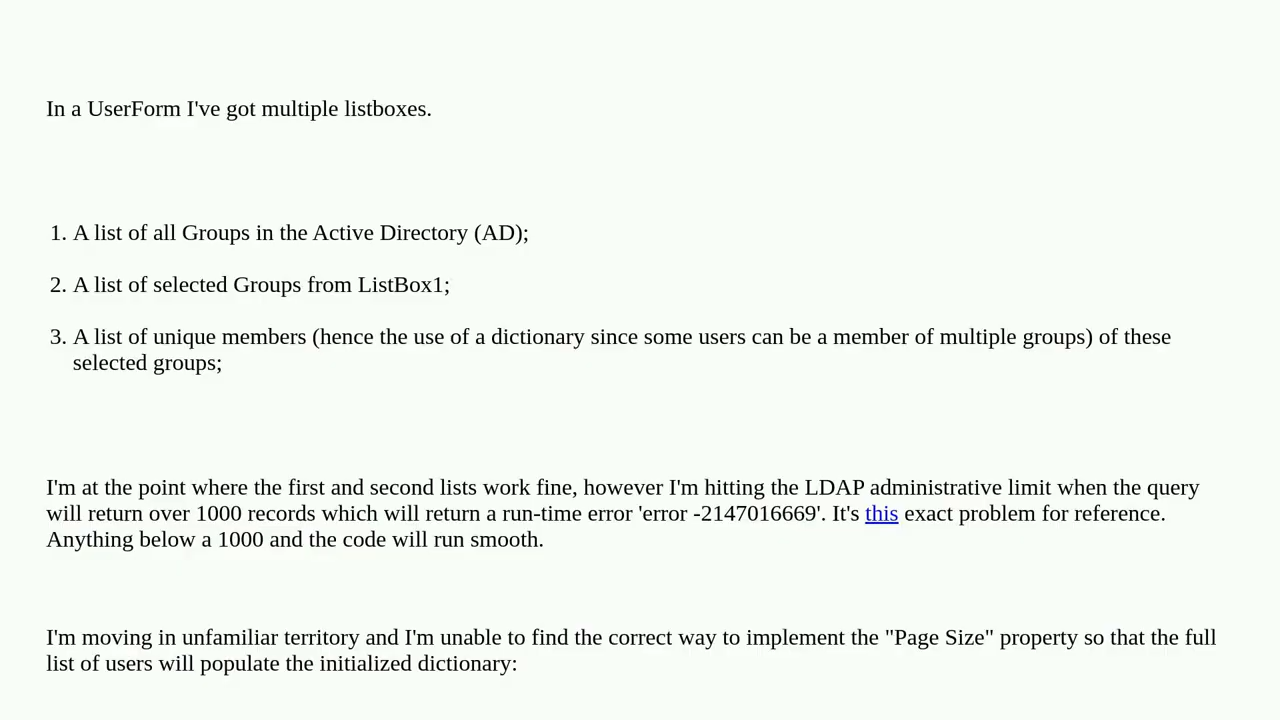 In a UserForm I've got multiple listboxes.
1. A list of all Groups in the Active Directory (AD);
2. A list of selected Groups from ListBox1;
3. A list of unique members (hence the use of a dictionary since some users can be a member of multiple groups) of these
selected groups;
I'm at the point where the first and second lists work fine, however I'm hitting the LDAP administrative limit when the query
will return over 1000 records which will return a run-time error 'error -2147016669'. It's this exact problem for reference.
Anything below a 1000 and the code will run smooth.
I'm moving in unfamiliar territory and I'm unable to find the correct way to implement the "Page Size" property so that the full
list of users will populate the initialized dictionary: